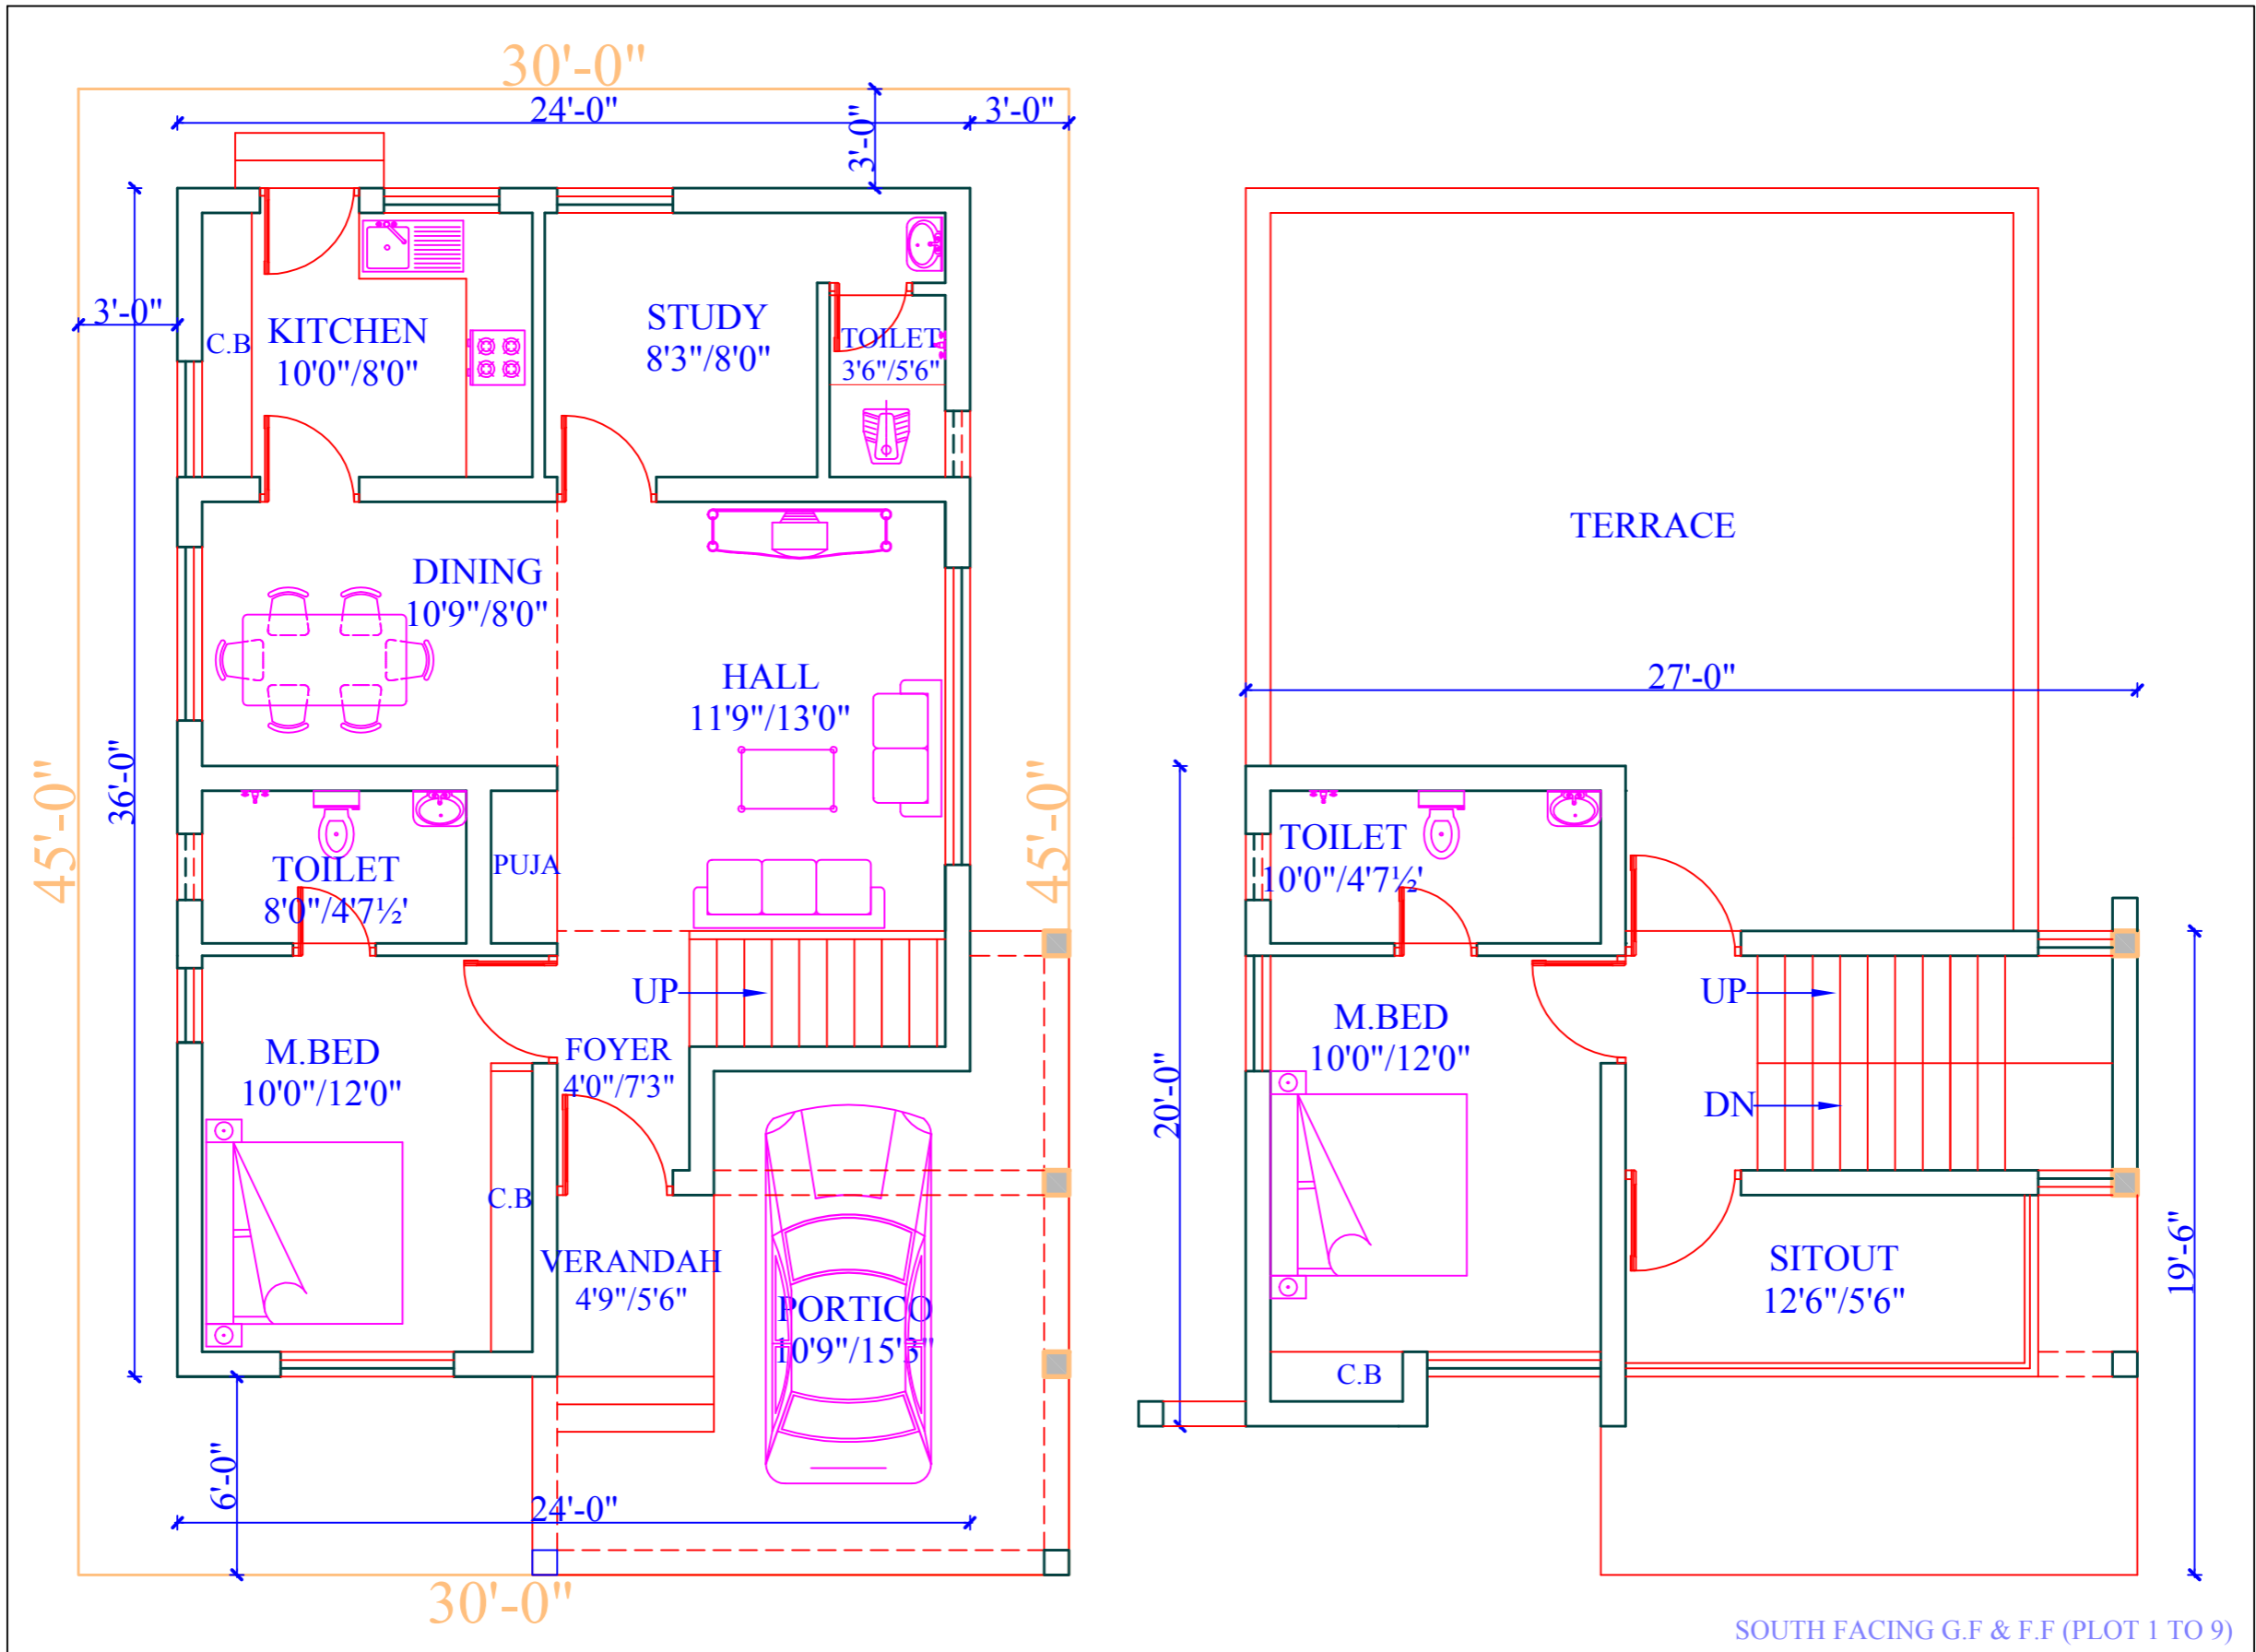 30'-0"
24'-0"
3'-0"
3'-0"
3'-0"
C.B
KITCHEN
10'0"/8'0"
STUDY
8'3"/8'0"
TOILET
3'6"/5'6"
DINING
10'9"/8'0"
HALL
11'9"/13'0"
36'-0"
45'-0"
45'-0"
TOILET
8'0"/4'7½'
PUJA
UP
M.BED
10'0"/12'0"
FOYER
4'0"/7'3"
C.B
VERANDAH
4'9"/5'6"
PORTICO
10'9"/15'3"
6'-0"
24'-0"
30'-0"
TERRACE
27'-0"
TOILET
10'0"/4'7½'
UP
M.BED
10'0"/12'0"
DN
20'-0"
SITOUT
12'6"/5'6"
19'-6"
C.B
SOUTH FACING G.F & F.F (PLOT 1 TO 9)